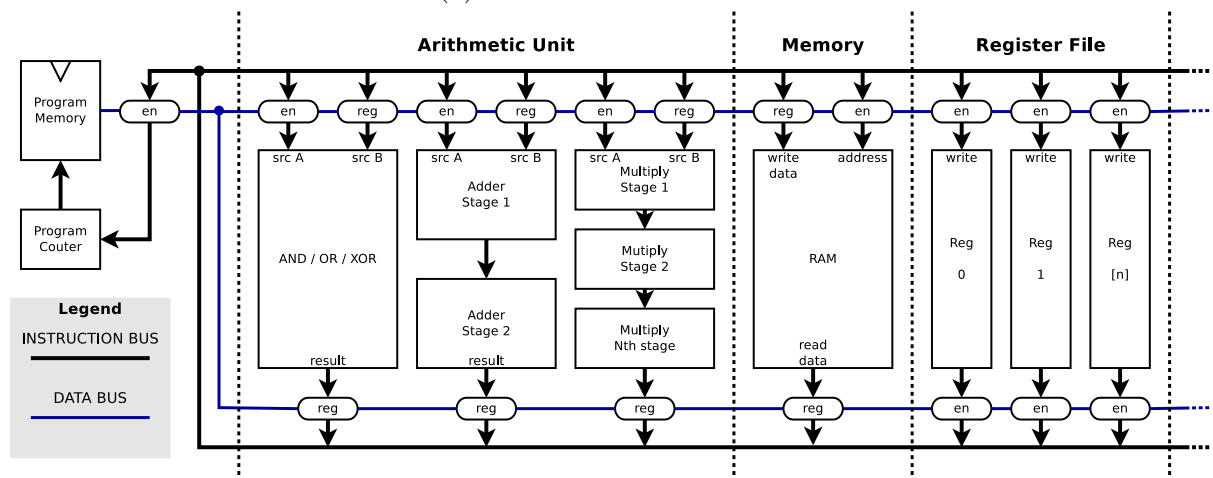 Arithmetic Unit
Memory
Register File
Program
Memory
en
en
reg
en
reg
en
reg
reg
en
en
en
en
src A
src B
src A
src B
src A
src B
write
data
address
write
write
write
Multiply
Stage 1
Adder
Stage 1
Program
Couter
AND / OR / XOR
Mutiply
Stage 2
RAM
Reg
0
Reg
1
Reg
[n]
Legend
INSTRUCTION BUS
DATA BUS
Adder
Stage 2
Multiply
Nth stage
result
result
read
data
reg
reg
reg
reg
en
en
en